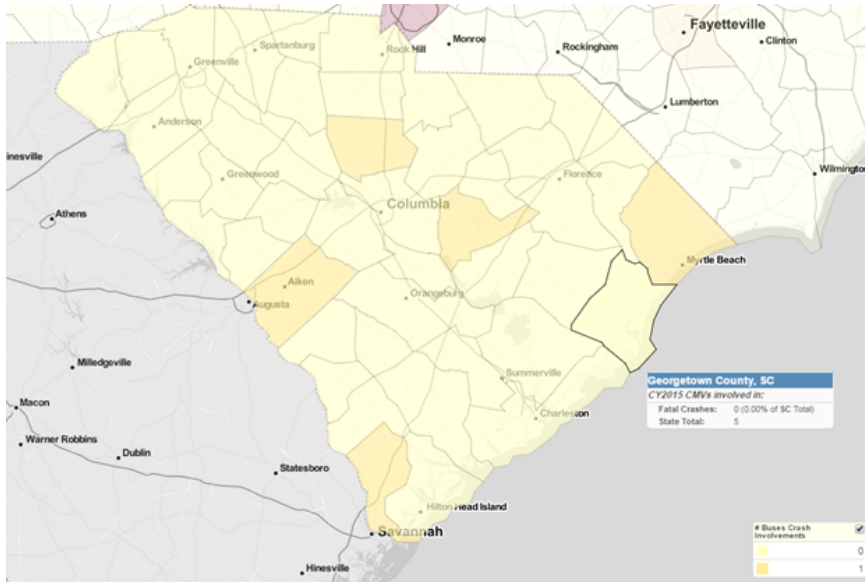 Fayetteville
Spartanburg
Rock Hill
Monroe
Rockingham
Clinton
Greenville
Lumberton
Anderson
inesville
Greenwood
Florence
Wilmington
Athens
Columbia
Myrtle Beach
Aiken
Augusta
Orangeburg
Milledgeville
Summerville
Georgetown County, SC
CY2015 CMVs involved in:
Fatal Crashes: 0 (0.00% of SC Total)
State Total: 5
Macon
Charleston
Warner Robbins
Dublin
Statesboro
Hilton Head Island
Savannah
Hinesville
# Buses Crash
Involvements
0
1